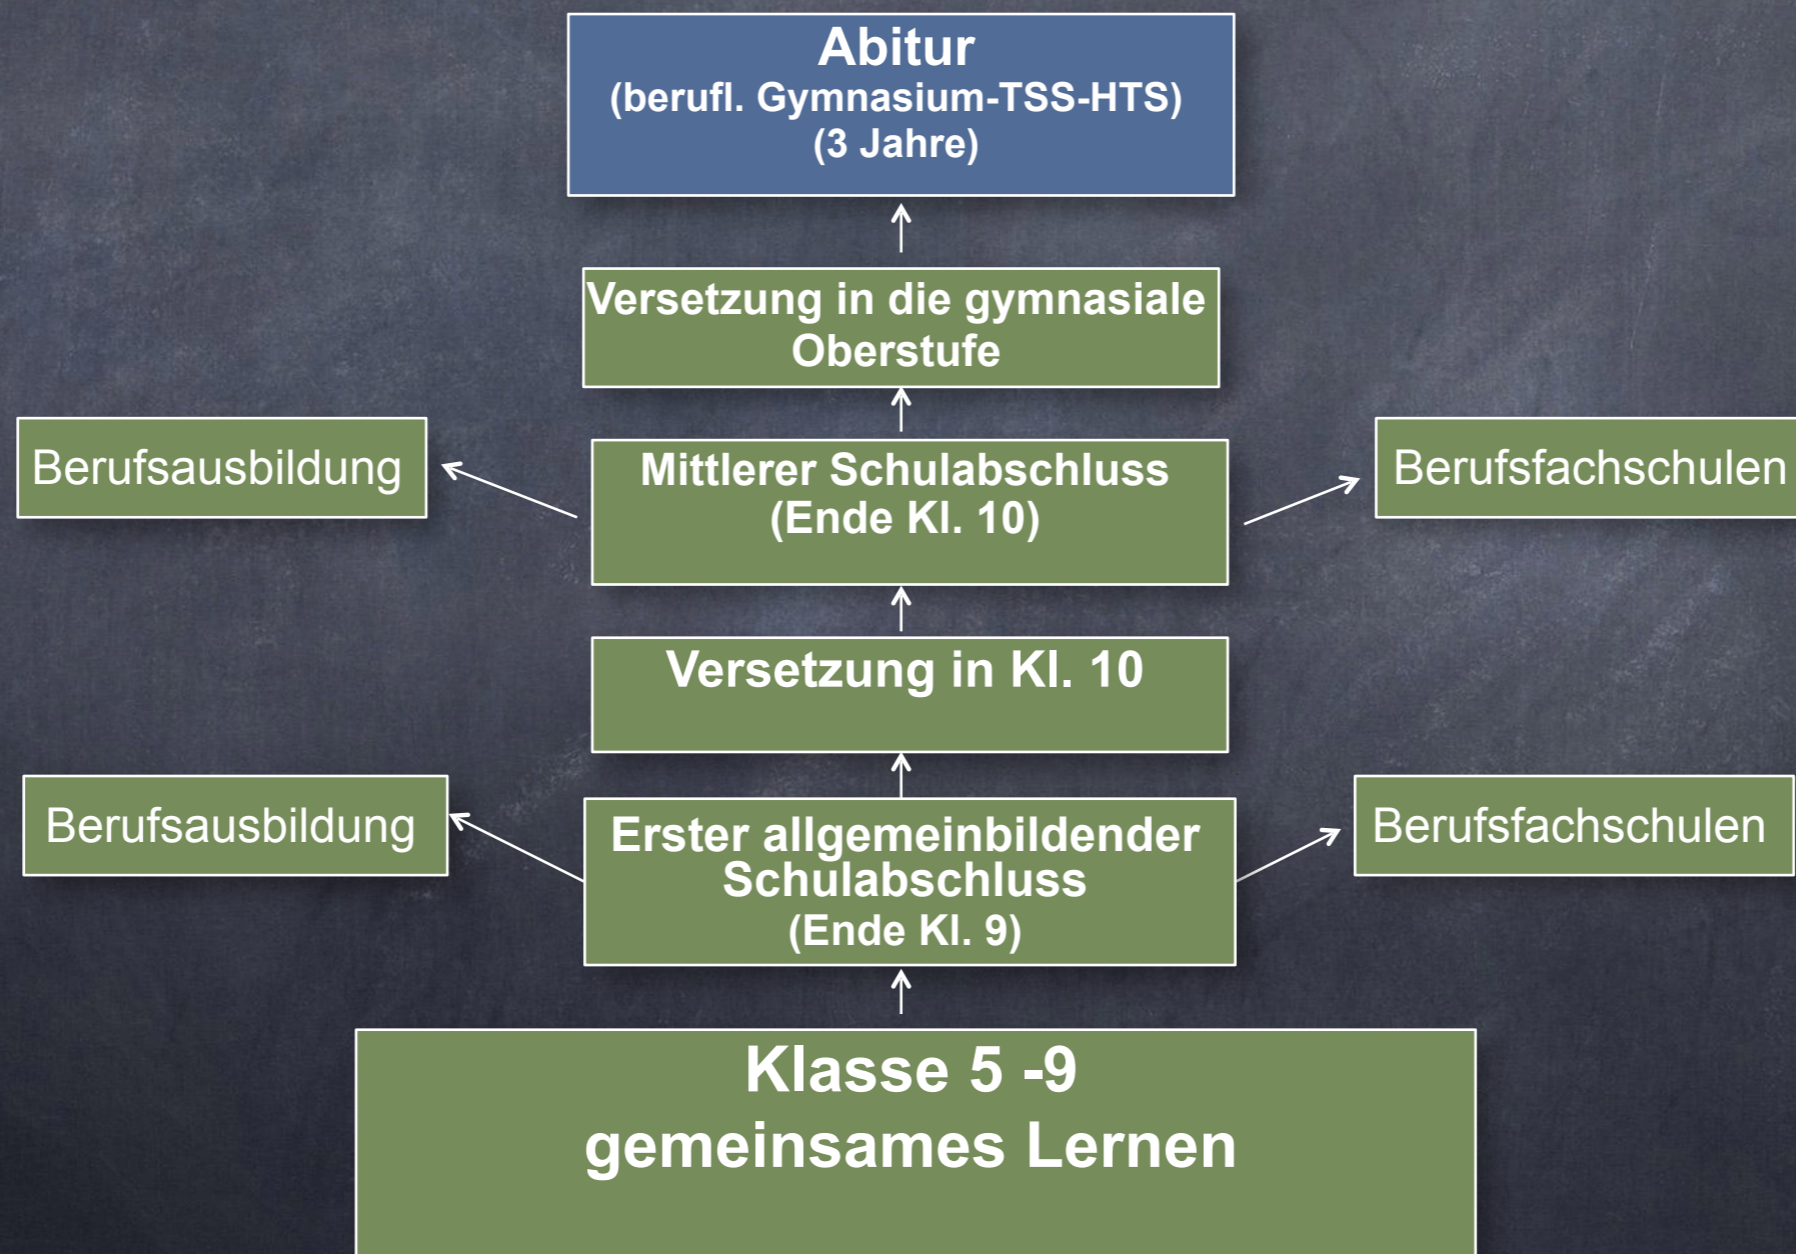 Abitur
(berufl. Gymnasium-TSS-HTS)
(3 Jahre)
Versetzung in die gymnasiale
Oberstufe
Berufsausbildung
Mittlerer Schulabschluss
(Ende Kl. 10)
Berufsfachschulen
Versetzung in Kl. 10
Berufsausbildung
Erster allgemeinbildender
Schulabschluss
(Ende Kl. 9)
Berufsfachschulen
Klasse 5 -9
gemeinsames Lernen